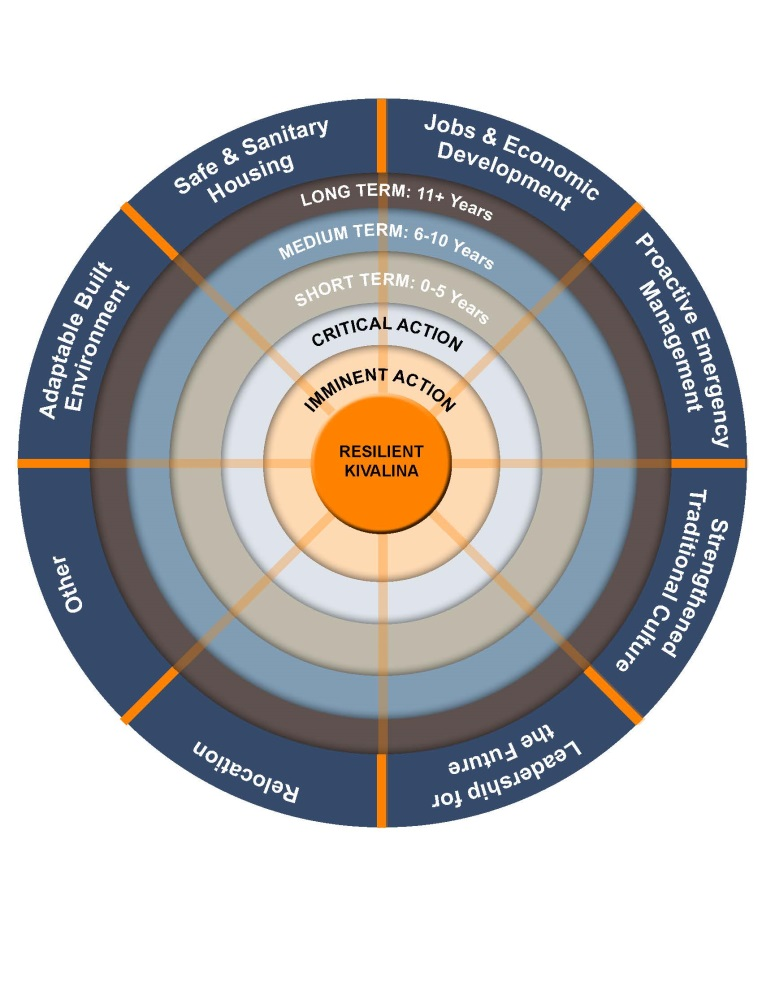 Safe & Sanitary
Housing
Jobs & Economic
Development
Proactive Emergency
Management
Strengthened
Traditional Culture
Leadership for
the Future
Relocation
Other
Adaptable Built
Environment
LONG TERM: 11+ Years
MEDIUM TERM: 6-10 Years
SHORT TERM: 0-5 Years
CRITICAL ACTION
IMMINENT ACTION
RESILIENT
KIVALINA